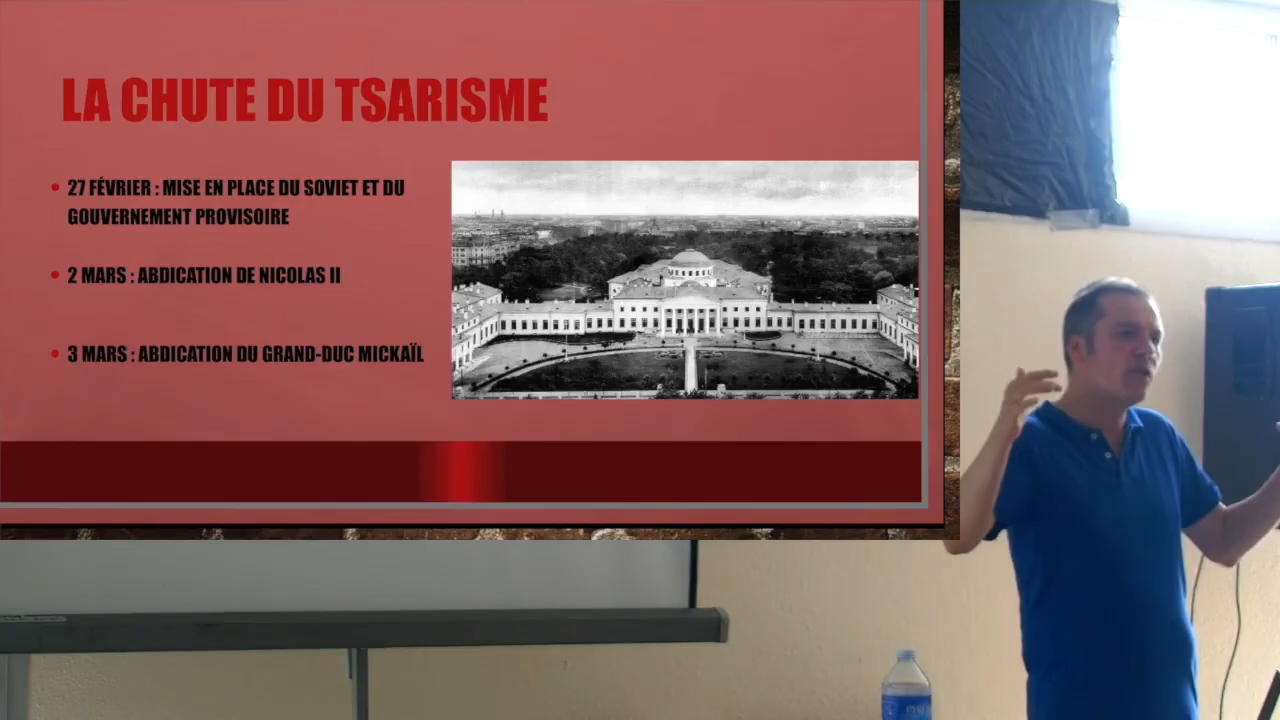 LA CHUTE DU TSARISME
27 FÉVRIER : MISE EN PLACE DU SOVIET ET DU
GOUVERNEMENT PROVISOIRE
2 MARS : ABDICATION DE NICOLAS II
3 MARS : ABDICATION DU GRAND-DUC MICKAÏL